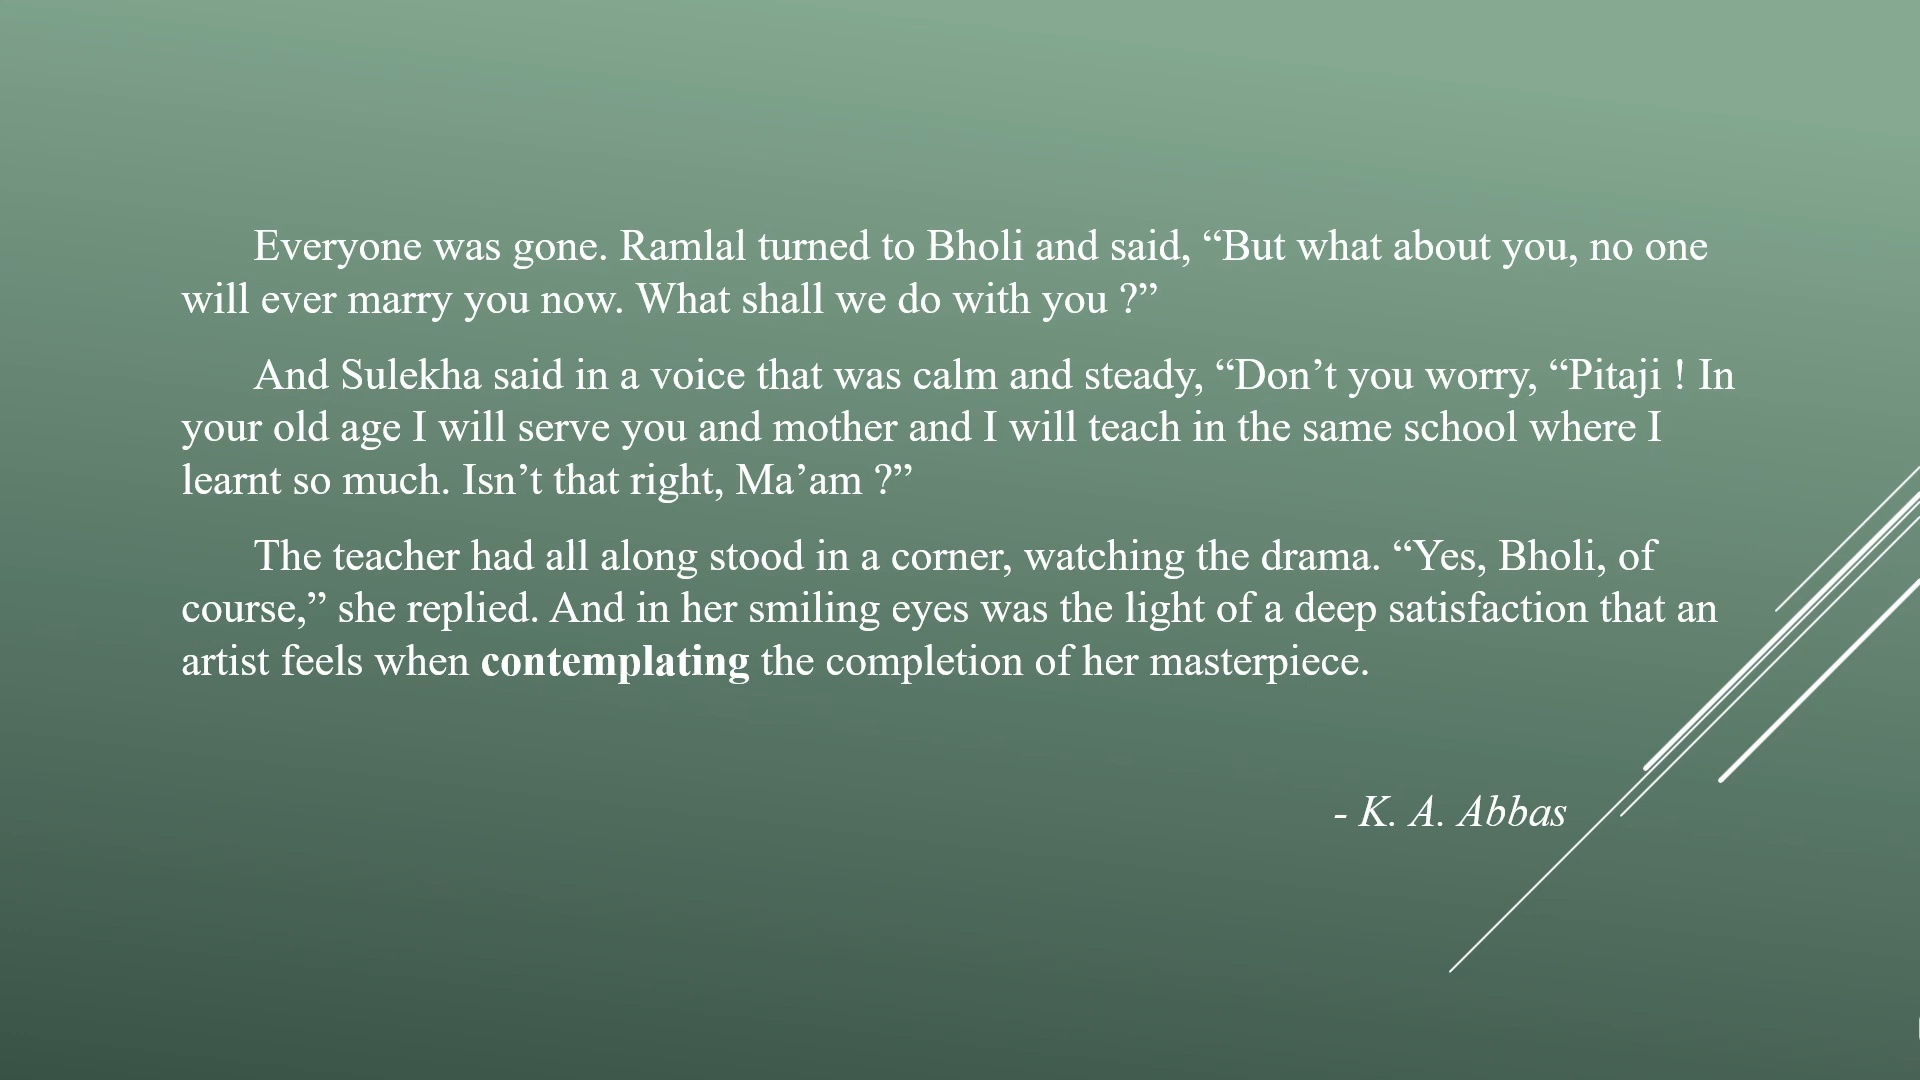 Everyone was gone. Ramlal turned to Bholi and said, “But what about you, no one
will ever marry you now. What shall we do with you ?”
And Sulekha said in a voice that was calm and steady, “Don’t you worry, “Pitaji ! In
your old age I will serve you and mother and I will teach in the same school where I
learnt so much. Isn’t that right, Ma’am ?”
The teacher had all along stood in a corner, watching the drama. “Yes, Bholi, of
course,” she replied. And in her smiling eyes was the light of a deep satisfaction that an
artist feels when contemplating the completion of her masterpiece.
- K. A. Abbas